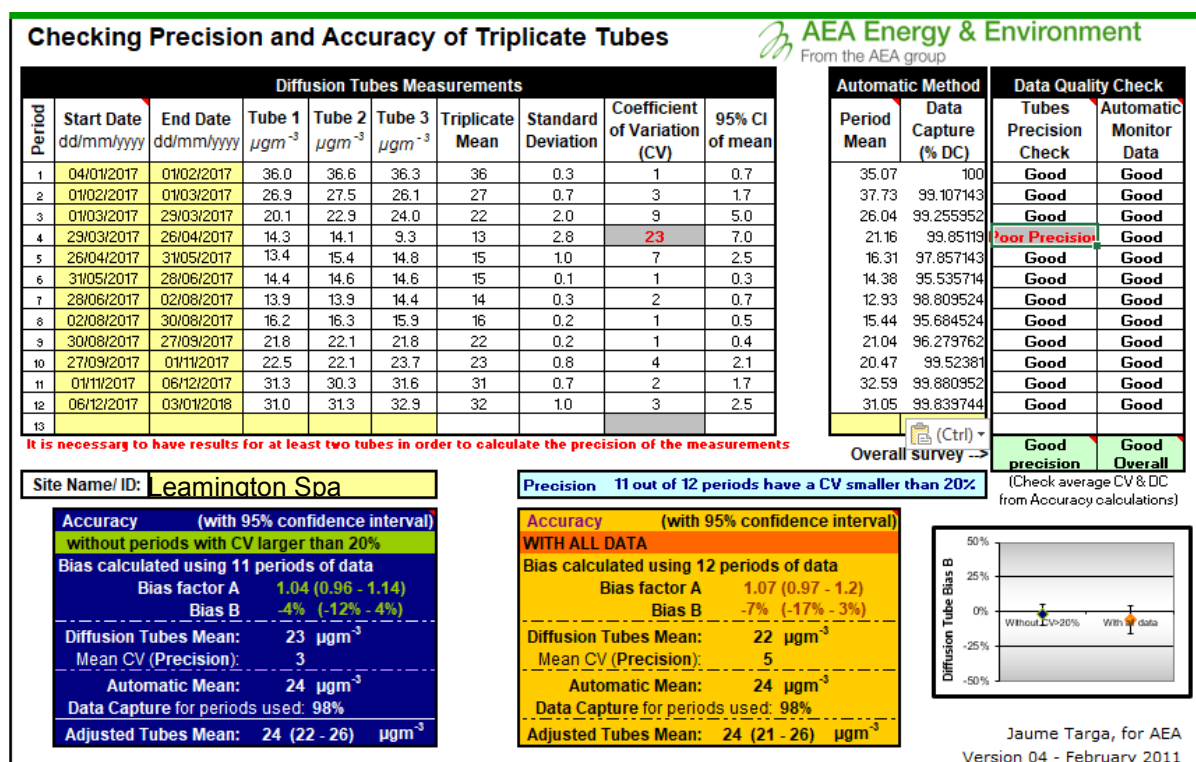 Checking Precision and Accuracy of Triplicate Tubes
AEA Energy & Environment
From the AEA group
Diffusion Tubes Measurements
Period
Start Date dd/mm/yyyy
End Date dd/mm/yyyy
Tube 1 µgm⁻³
Tube 2 µgm⁻³
Tube 3 µgm⁻³
Triplicate Mean
Standard Deviation
Coefficient of Variation (CV)
95% CI of mean
1 04/01/2017 01/02/2017 36.0 36.6 36.3 36 0.3 1 0.7
2 01/02/2017 01/03/2017 26.9 27.5 26.1 27 0.7 3 1.7
3 01/03/2017 29/03/2017 20.1 22.9 24.0 22 2.0 9 5.0
4 29/03/2017 26/04/2017 14.3 14.1 9.3 13 2.8 23 7.0
5 26/04/2017 31/05/2017 13.4 15.4 14.8 15 1.0 7 2.5
6 31/05/2017 28/06/2017 14.4 14.6 14.6 15 0.1 1 0.3
7 28/06/2017 02/08/2017 13.9 13.9 14.4 14 0.3 2 0.7
8 02/08/2017 30/08/2017 16.2 16.3 15.9 16 0.2 1 0.5
9 30/08/2017 27/09/2017 21.8 22.1 21.8 22 0.2 1 0.4
10 27/09/2017 01/11/2017 22.5 22.1 23.7 23 0.8 4 2.1
11 01/11/2017 06/12/2017 31.3 30.3 31.6 31 0.7 2 1.7
12 06/12/2017 03/01/2018 31.0 31.3 32.9 32 1.0 3 2.5
13
It is necessary to have results for at least two tubes in order to calculate the precision of the measurements
Automatic Method
Period Mean
Data Capture (% DC)
Data Quality Check
Tubes Precision Check
Automatic Monitor Data
35.07 100 Good Good
37.73 99.107143 Good Good
26.04 99.255952 Good Good
21.16 99.85119 Poor Precision Good
16.31 97.857143 Good Good
14.38 95.535714 Good Good
12.93 98.809524 Good Good
15.44 95.684524 Good Good
21.04 96.279762 Good Good
20.47 99.52381 Good Good
32.59 99.880952 Good Good
31.05 99.839744 Good Good
(Ctrl)
Overall survey -->
Good precision
Good Overall
(Check average CV & DC
from Accuracy calculations)
Site Name/ ID: Leamington Spa
Precision 11 out of 12 periods have a CV smaller than 20%
Accuracy (with 95% confidence interval)
without periods with CV larger than 20%
Bias calculated using 11 periods of data
Bias factor A 1.04 (0.96 - 1.14)
Bias B -4% (-12% - 4%)
Diffusion Tubes Mean: 23 µgm⁻³
Mean CV (Precision): 3
Automatic Mean: 24 µgm⁻³
Data Capture for periods used: 98%
Adjusted Tubes Mean: 24 (22 - 26) µgm⁻³
Accuracy (with 95% confidence interval)
WITH ALL DATA
Bias calculated using 12 periods of data
Bias factor A 1.07 (0.97 - 1.2)
Bias B -7% (-17% - 3%)
Diffusion Tubes Mean: 22 µgm⁻³
Mean CV (Precision): 5
Automatic Mean: 24 µgm⁻³
Data Capture for periods used: 98%
Adjusted Tubes Mean: 24 (21 - 26) µgm⁻³
Diffusion Tube Bias B
50%
25%
0%
-25%
-50%
Without CV>20%
With all data
Jaume Targa, for AEA
Version 04 - February 2011